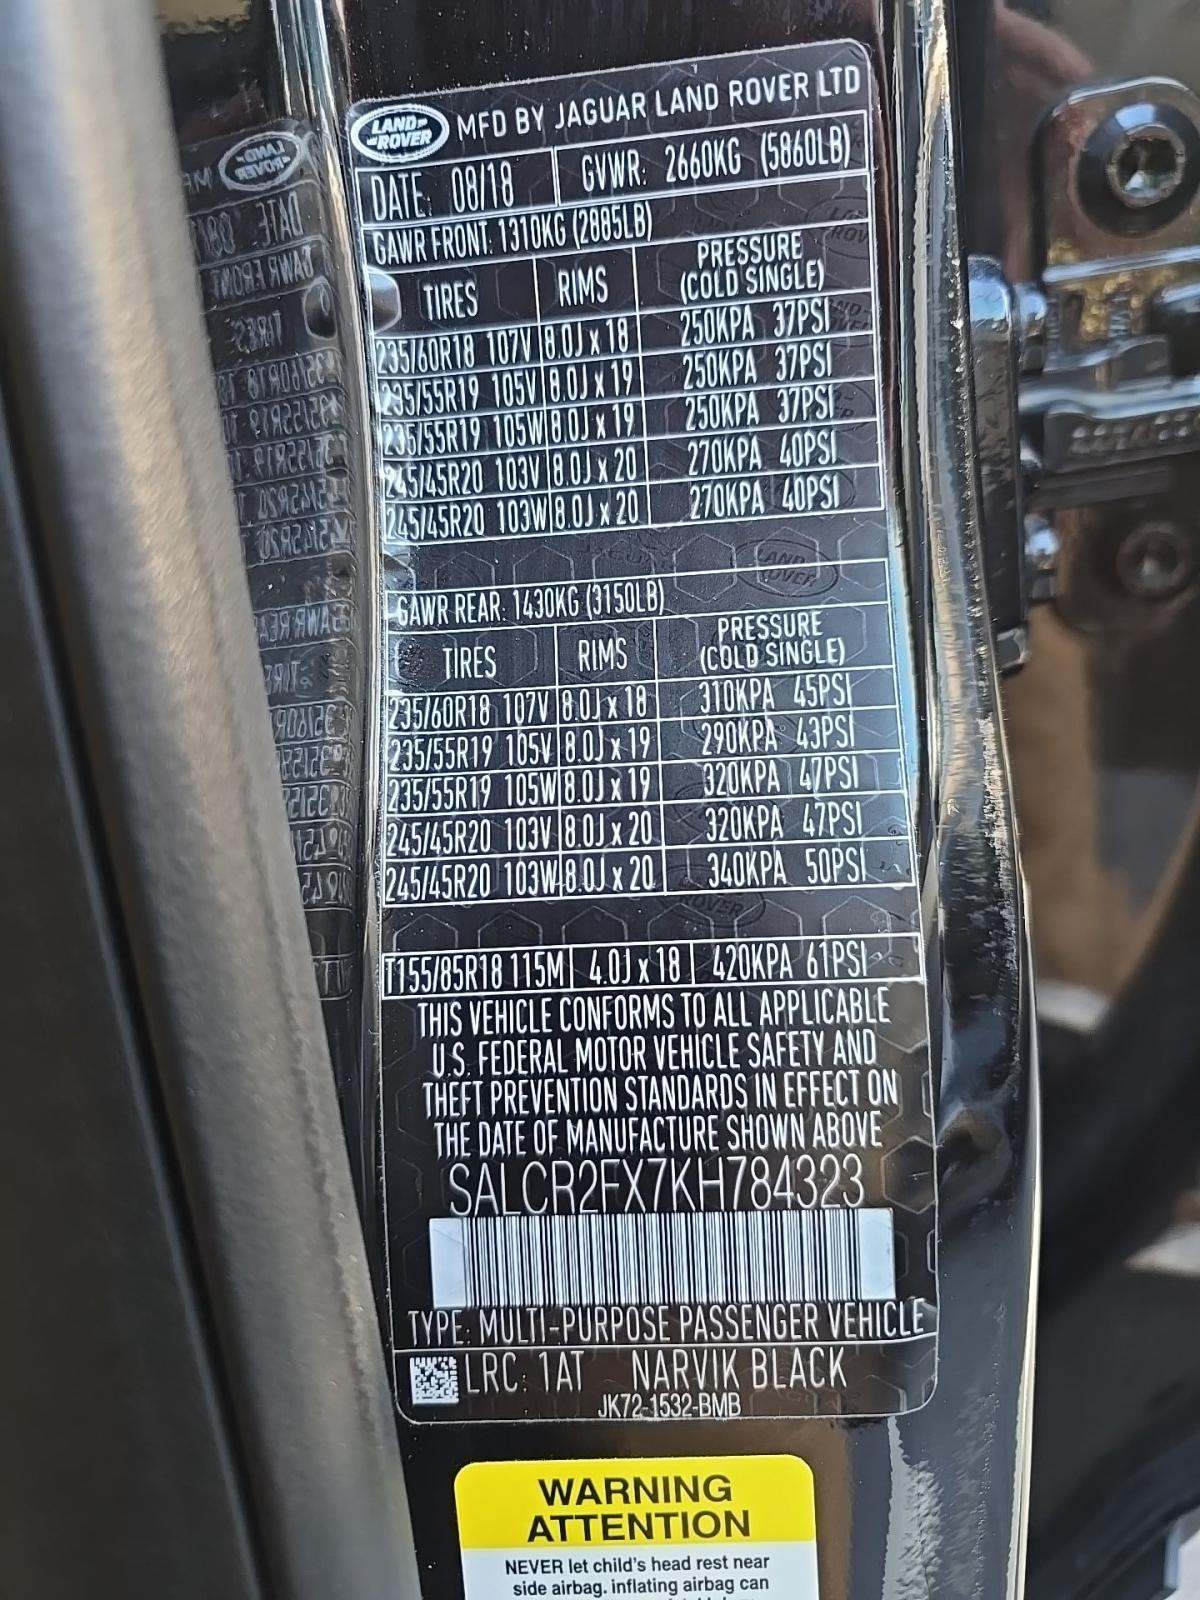 LAND-
-ROVER
MFD BY JAGUAR LAND ROVER LTD
DATE: 08/18 GVWR: 2660KG (5860LB)
GAWR FRONT: 1310KG (2885LB)
TIRES RIMS PRESSURE
(COLD SINGLE)
235/60R18 107V 8.0J x 18 250KPA 37PSI
235/55R19 105V 8.0J x 19 250KPA 37PSI
235/55R19 105W 8.0J x 19 250KPA 37PSI
245/45R20 103V 8.0J x 20 270KPA 40PSI
245/45R20 103W 8.0J x 20 270KPA 40PSI
GAWR REAR: 1430KG (3150LB)
TIRES RIMS PRESSURE
(COLD SINGLE)
235/60R18 107V 8.0J x 18 310KPA 45PSI
235/55R19 105V 8.0J x 19 290KPA 43PSI
235/55R19 105W 8.0J x 19 320KPA 47PSI
245/45R20 103V 8.0J x 20 320KPA 47PSI
245/45R20 103W 8.0J x 20 340KPA 50PSI
T155/85R18 115M 4.0J x 18 420KPA 61PSI
THIS VEHICLE CONFORMS TO ALL APPLICABLE
U.S. FEDERAL MOTOR VEHICLE SAFETY AND
THEFT PREVENTION STANDARDS IN EFFECT ON
THE DATE OF MANUFACTURE SHOWN ABOVE
SALCR2FX7KH784323
TYPE: MULTI-PURPOSE PASSENGER VEHICLE
LRC: 1AT NARVIK BLACK
JK72-1532-BMB
WARNING
ATTENTION
NEVER let child's head rest near
side airbag. inflating airbag can